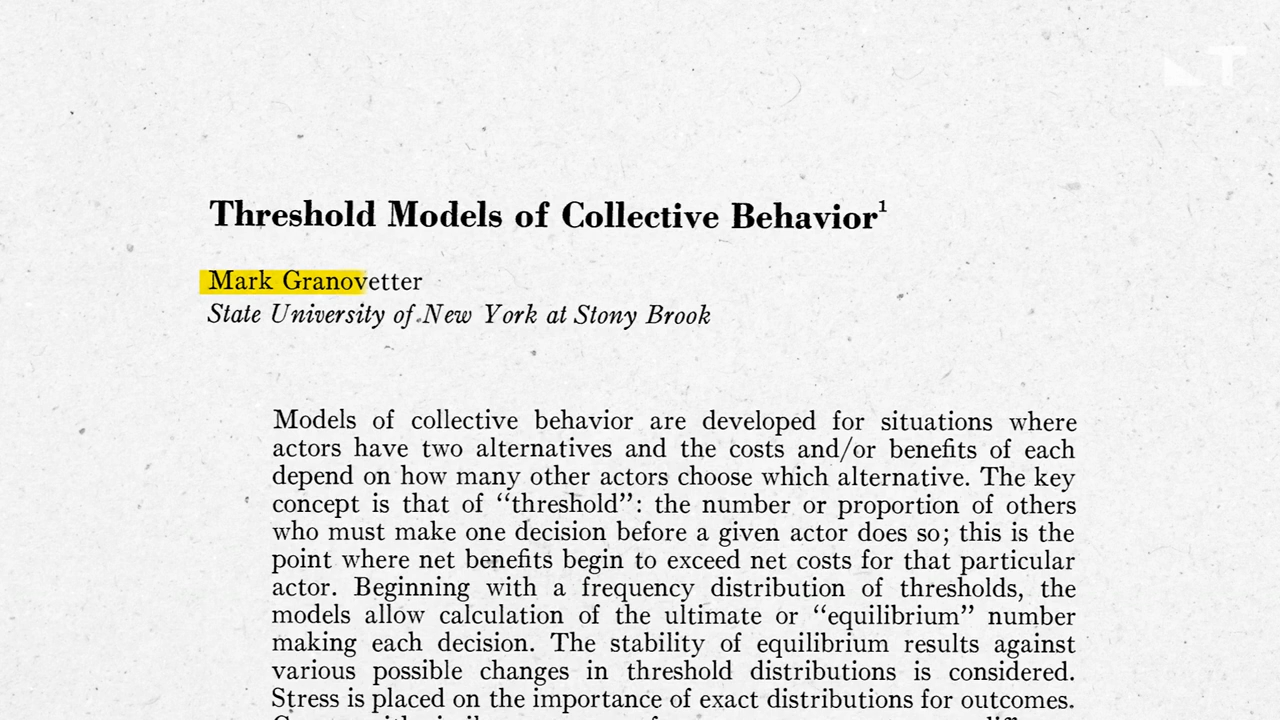 Threshold Models of Collective Behavior¹
Mark Granovetter
State University of New York at Stony Brook
Models of collective behavior are developed for situations where
actors have two alternatives and the costs and/or benefits of each
depend on how many other actors choose which alternative. The key
concept is that of “threshold”: the number or proportion of others
who must make one decision before a given actor does so; this is the
point where net benefits begin to exceed net costs for that particular
actor. Beginning with a frequency distribution of thresholds, the
models allow calculation of the ultimate or “equilibrium” number
making each decision. The stability of equilibrium results against
various possible changes in threshold distributions is considered.
Stress is placed on the importance of exact distributions for outcomes.